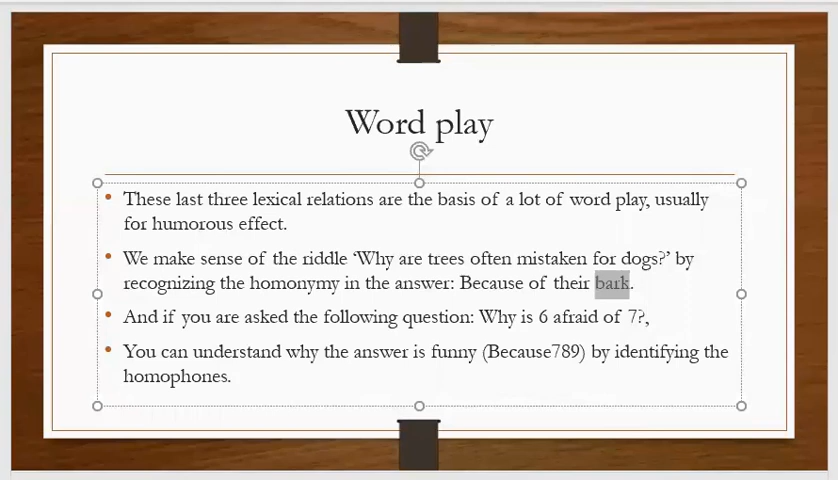 Word play
• These last three lexical relations are the basis of a lot of word play, usually
for humorous effect.
• We make sense of the riddle ‘Why are trees often mistaken for dogs?’ by
recognizing the homonymy in the answer: Because of their bark.
• And if you are asked the following question: Why is 6 afraid of 7?,
• You can understand why the answer is funny (Because789) by identifying the
homophones.